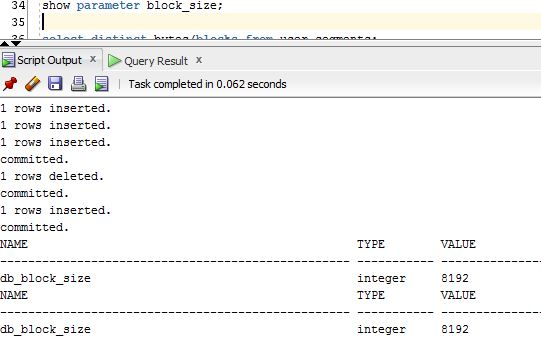 34 show parameter block_size;
35
select distinct bytes/blocks from user_segments;
Script Output x Query Result x
Task completed in 0.062 seconds
1 rows inserted.
1 rows inserted.
1 rows inserted.
committed.
1 rows deleted.
committed.
1 rows inserted.
committed.
NAME TYPE VALUE
-------------------------------------------------- ----------- -------------
db_block_size integer 8192
NAME TYPE VALUE
-------------------------------------------------- ----------- -------------
db_block_size integer 8192